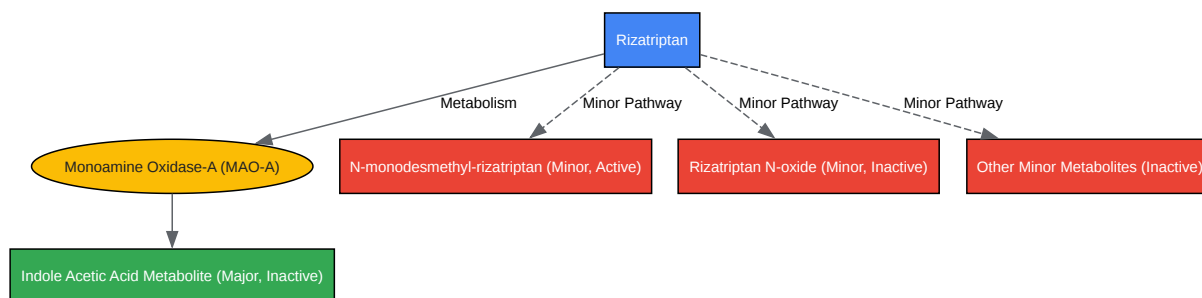 Rizatriptan
Metabolism
Minor Pathway
Minor Pathway
Minor Pathway
Monoamine Oxidase-A (MAO-A)
N-monodesmethyl-rizatriptan (Minor, Active)
Rizatriptan N-oxide (Minor, Inactive)
Other Minor Metabolites (Inactive)
Indole Acetic Acid Metabolite (Major, Inactive)